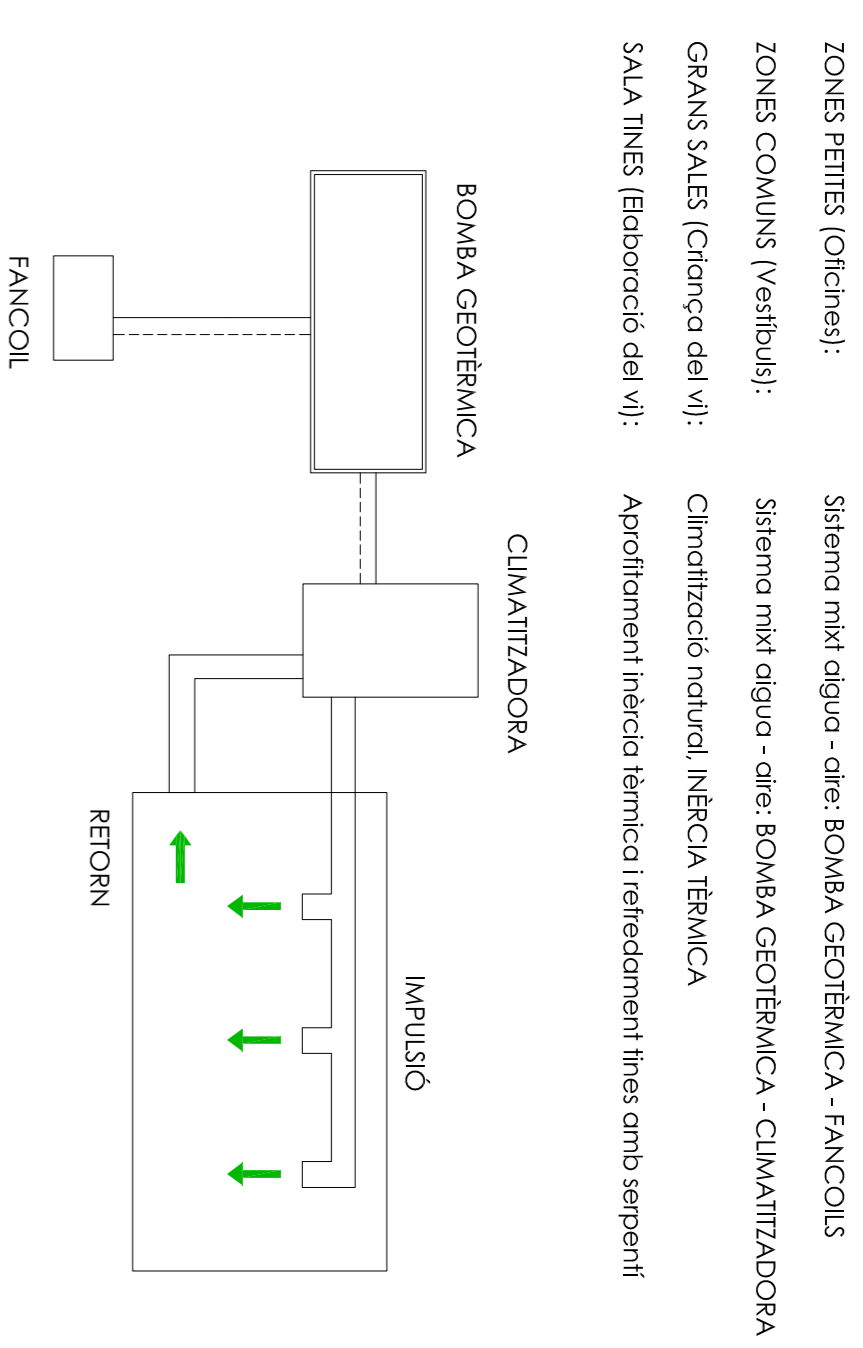 ZONES PETITES (Oficines): Sistema mixt aigua - aire: BOMBA GEOTÈRMICA - FANCOILS
ZONES COMUNS (Vestíbuls): Sistema mixt aigua - aire: BOMBA GEOTÈRMICA - CLIMATITZADORA
GRANS SALES (Criança del vi): Climatització natural, INÈRCIA TÈRMICA
SALA TINES (Elaboració del vi): Aprofitament inèrcia tèrmica i refredament tines amb serpentí
CLIMATITZADORA
BOMBA GEOTÈRMICA
IMPULSIÓ
RETORN
FANCOIL